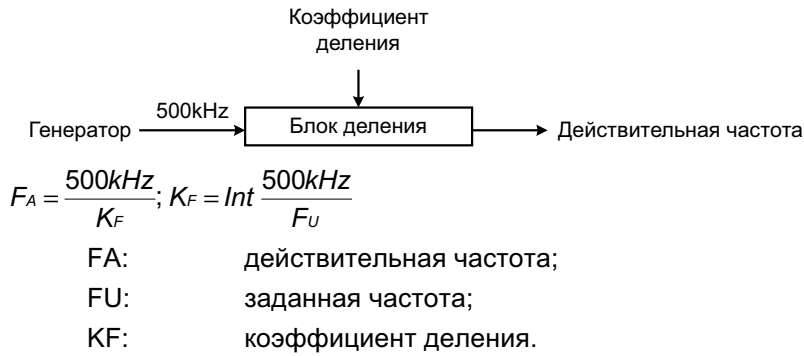 Коэффициент
деления
500kHz
Генератор Блок деления Действительная частота
FA = 500kHz / KF; KF = Int 500kHz / FU
FA: действительная частота;
FU: заданная частота;
KF: коэффициент деления.